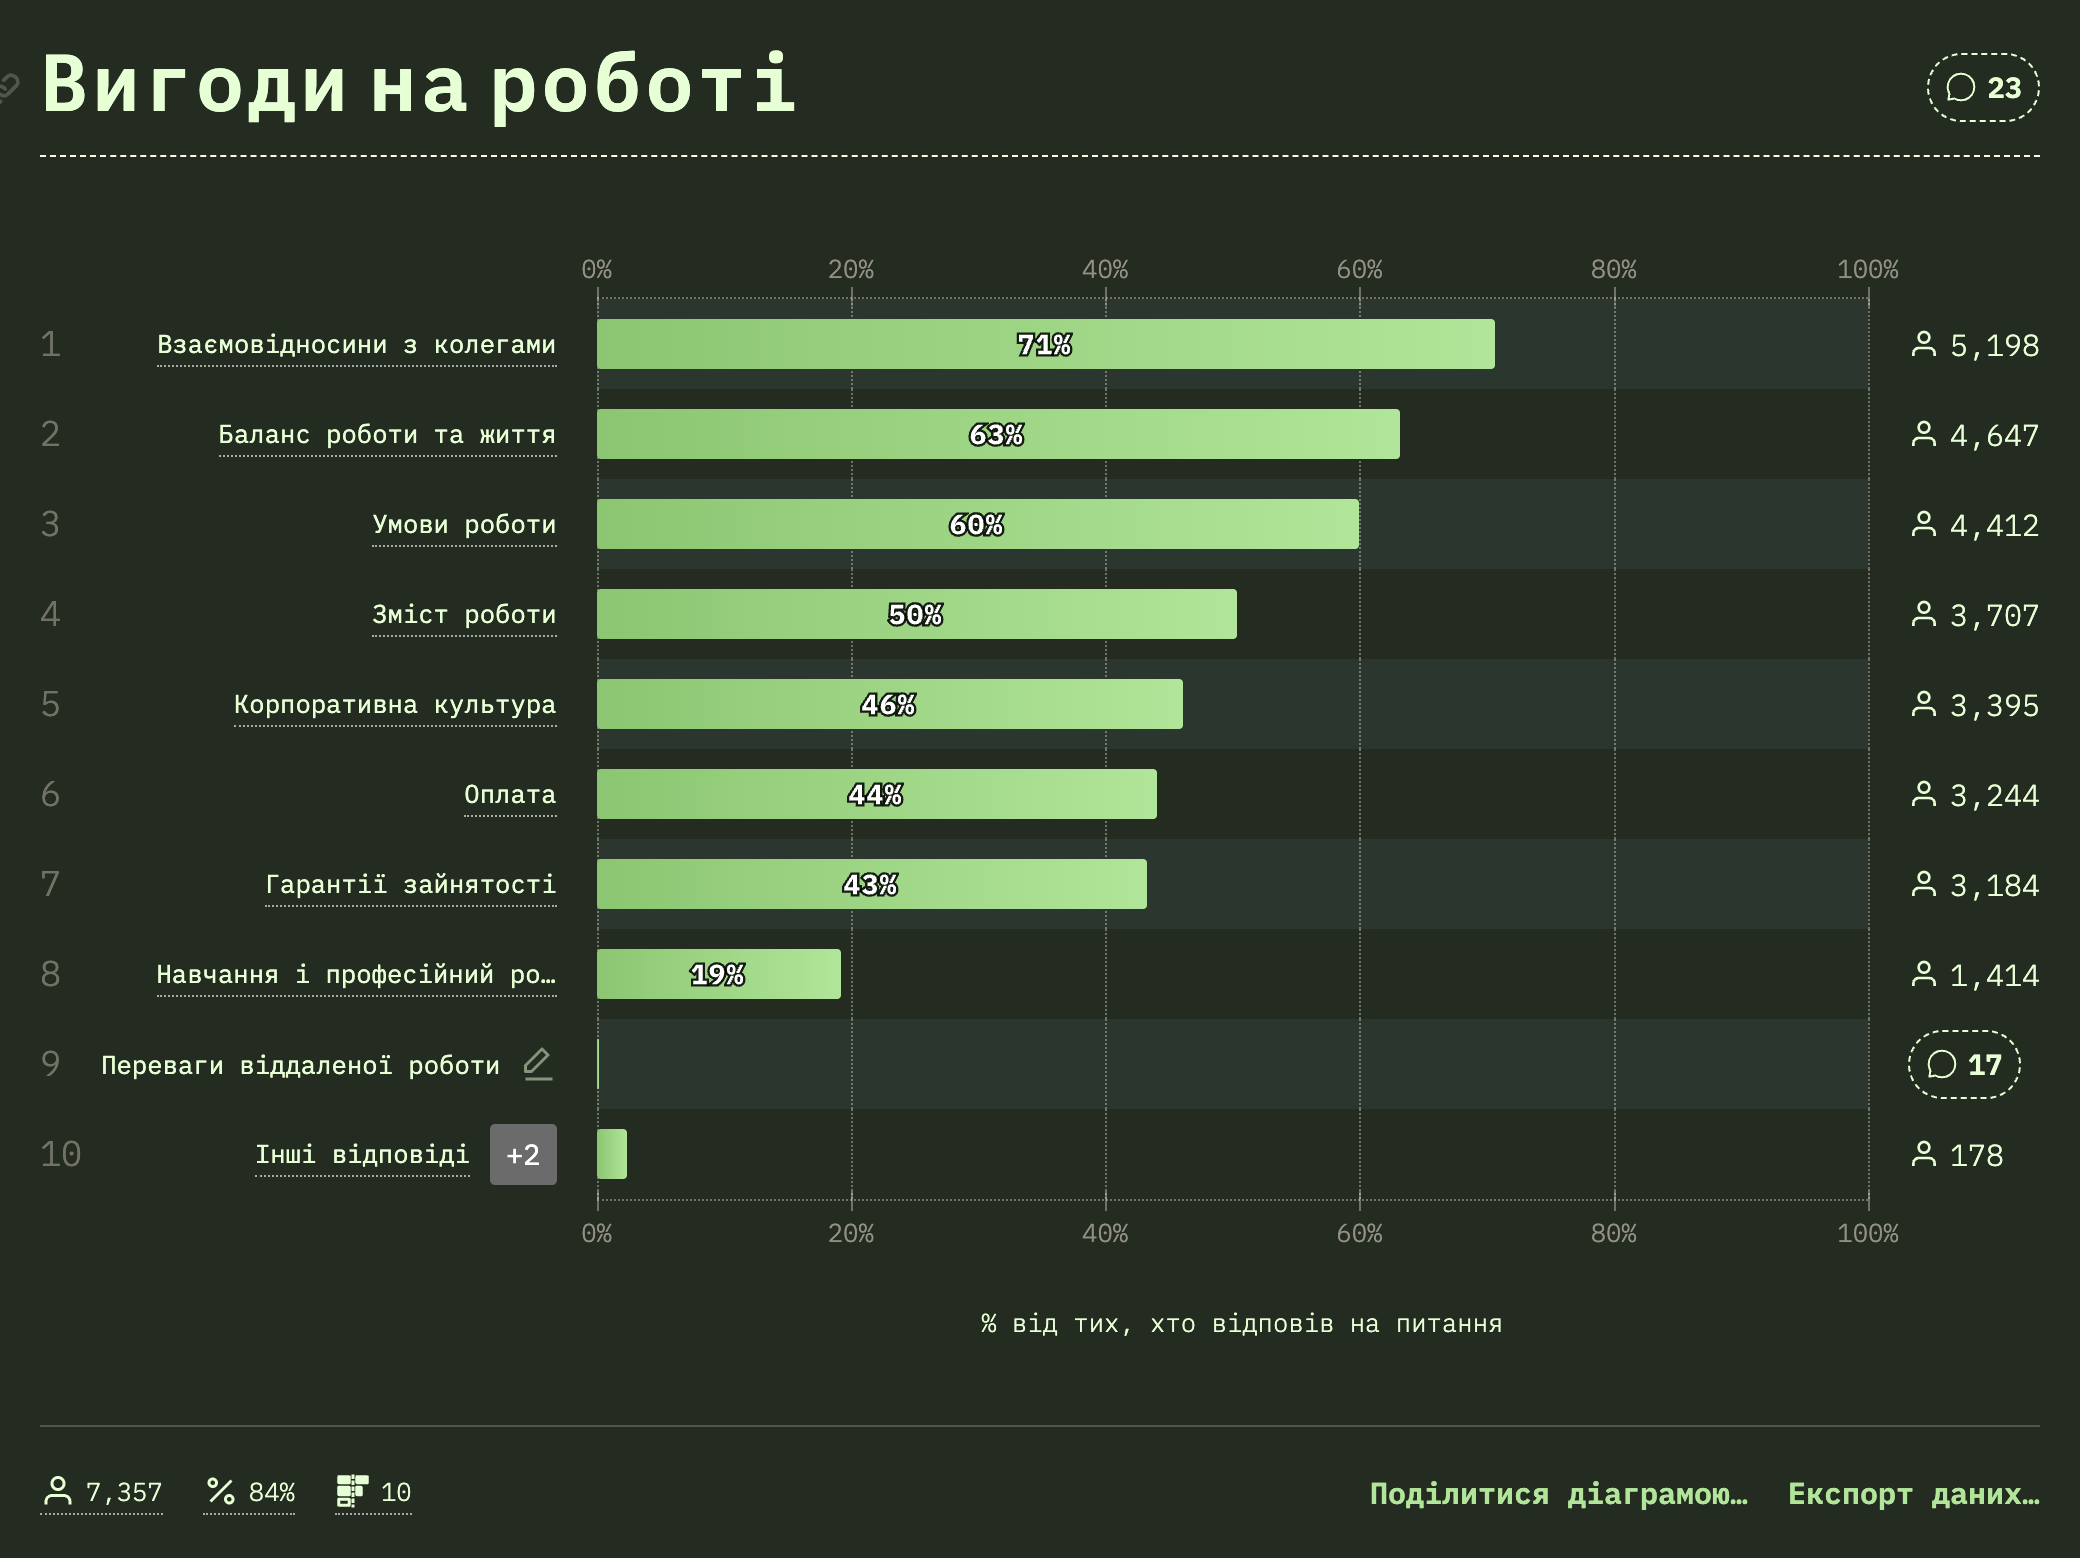 Вигоди на роботі
23
0% 20% 40% 60% 80% 100%
1 Взаємовідносини з колегами 71% 5,198
2 Баланс роботи та життя 63% 4,647
3 Умови роботи 60% 4,412
4 Зміст роботи 50% 3,707
5 Корпоративна культура 46% 3,395
6 Оплата 44% 3,244
7 Гарантії зайнятості 43% 3,184
8 Навчання і професійний ро… 19% 1,414
9 Переваги віддаленої роботи 17
10 Інші відповіді +2 178
0% 20% 40% 60% 80% 100%
% від тих, хто відповів на питання
7,357 84% 10 Поділитися діаграмою… Експорт даних…